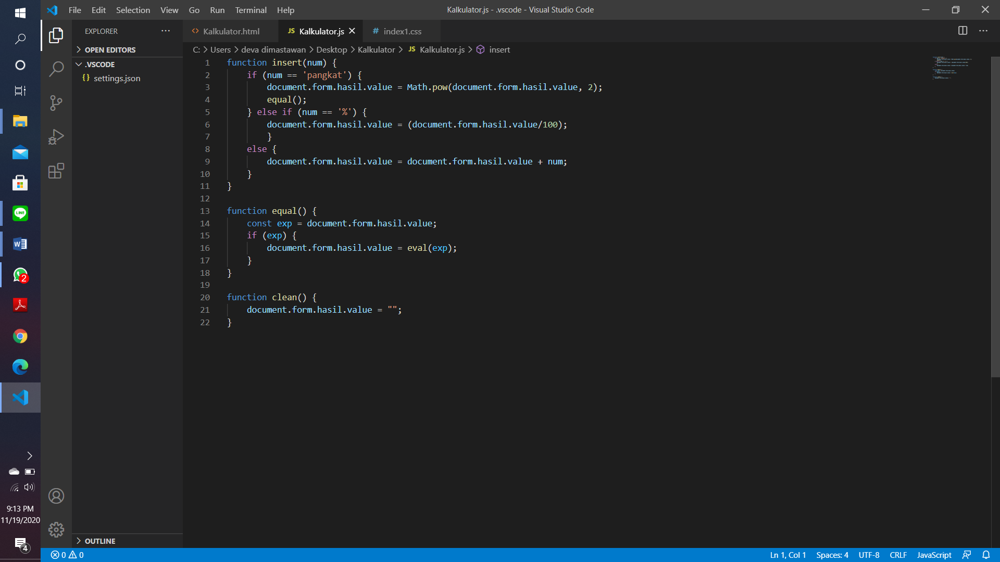 File Edit Selection View Go Run Terminal Help
Kalkulator.js - .vscode - Visual Studio Code
EXPLORER
OPEN EDITORS
.VSCODE
{} settings.json
<> Kalkulator.html
JS Kalkulator.js
# index1.css
C: > Users > deva dimastawan > Desktop > Kalkulator > JS Kalkulator.js > insert
1 function insert(num) {
2     if (num == 'pangkat') {
3         document.form.hasil.value = Math.pow(document.form.hasil.value, 2);
4         equal();
5     } else if (num == '%') {
6         document.form.hasil.value = (document.form.hasil.value/100);
7         }
8     else {
9         document.form.hasil.value = document.form.hasil.value + num;
10     }
11 }
12
13 function equal() {
14     const exp = document.form.hasil.value;
15     if (exp) {
16         document.form.hasil.value = eval(exp);
17     }
18 }
19
20 function clean() {
21     document.form.hasil.value = "";
22 }
LINE
W
2
9:13 PM
11/19/2020
4
OUTLINE
0 0
Ln 1, Col 1 Spaces: 4 UTF-8 CRLF JavaScript